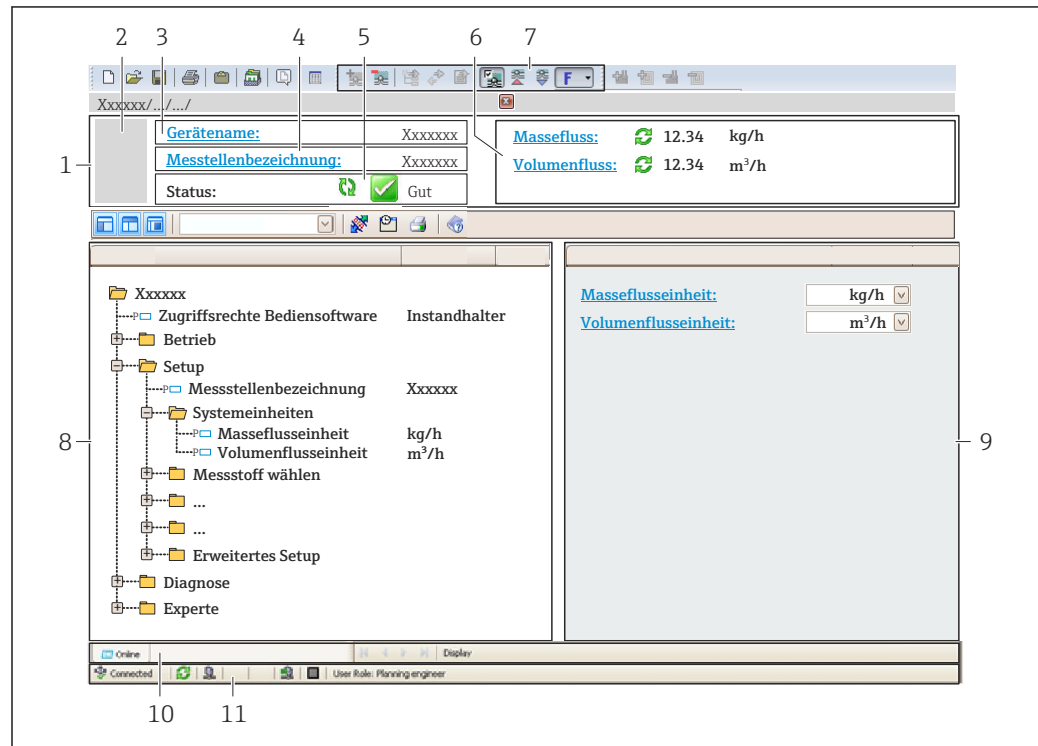 2 3 4 5 6 7
F
Xxxxxx/.../.../
1
Gerätename: Xxxxxxx
Messtellenbezeichnung: Xxxxxxx
Status: Gut
Massefluss: 12.34 kg/h
Volumenfluss: 12.34 m³/h
Xxxxxx
Zugriffsrechte Bediensoftware Instandhalter
Betrieb
Setup
P Messstellenbezeichnung Xxxxxx
Systemeinheiten
P Masseflusseinheit kg/h
P Volumenflusseinheit m³/h
Messstoff wählen
...
...
Erweitertes Setup
Diagnose
Experte
8
Masseflusseinheit: kg/h
Volumenflusseinheit: m³/h
9
Online Display
Connected User Role: Planning engineer
10 11